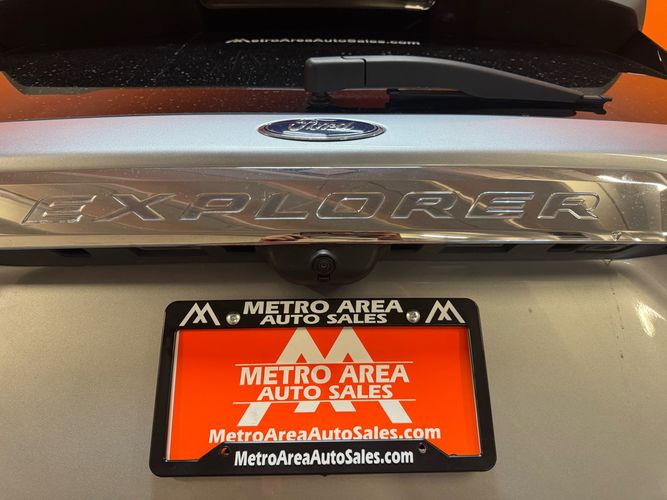 MetroAreaAutoSales.com
Ford
EXPLORER
METRO AREA
AUTO SALES
METRO AREA
AUTO SALES
MetroAreaAutoSales.com
MetroAreaAutoSales.com